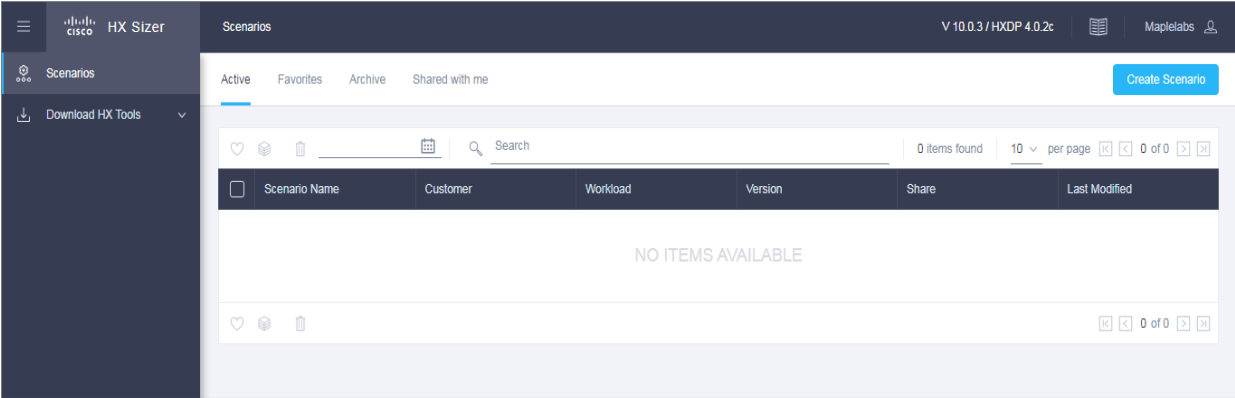 CISCO HX Sizer Scenarios V 10.0.3 / HXDP 4.0.2c Maplelabs
Scenarios
Download HX Tools
Active Favorites Archive Shared with me Create Scenario
Search 0 items found 10 per page 0 of 0
Scenario Name Customer Workload Version Share Last Modified
NO ITEMS AVAILABLE
0 of 0